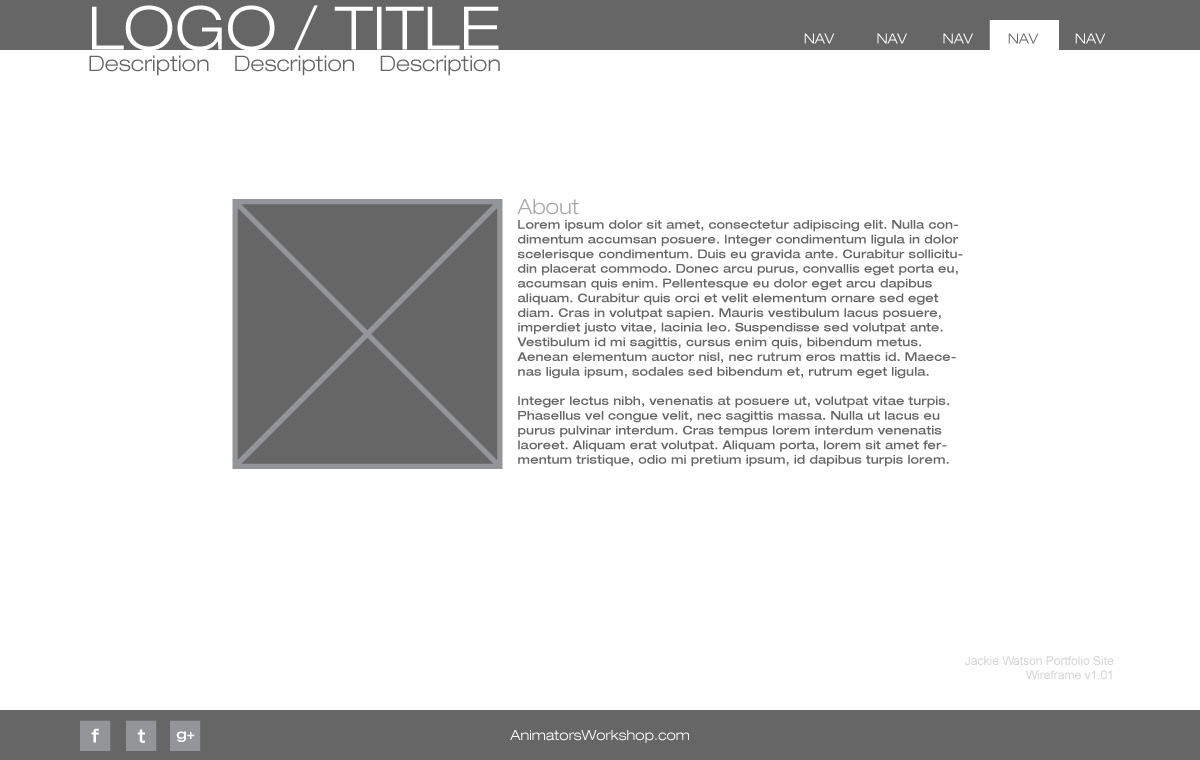 LOGO / TITLE
NAV NAV NAV NAV NAV
Description Description Description
About
Lorem ipsum dolor sit amet, consectetur adipiscing elit. Nulla con-
dimentum accumsan posuere. Integer condimentum ligula in dolor
scelerisque condimentum. Duis eu gravida ante. Curabitur sollicitu-
din placerat commodo. Donec arcu purus, convallis eget porta eu,
accumsan quis enim. Pellentesque eu dolor eget arcu dapibus
aliquam. Curabitur quis orci et velit elementum ornare sed eget
diam. Cras in volutpat sapien. Mauris vestibulum lacus posuere,
imperdiet justo vitae, lacinia leo. Suspendisse sed volutpat ante.
Vestibulum id mi sagittis, cursus enim quis, bibendum metus.
Aenean elementum auctor nisl, nec rutrum eros mattis id. Maece-
nas ligula ipsum, sodales sed bibendum et, rutrum eget ligula.
Integer lectus nibh, venenatis at posuere ut, volutpat vitae turpis.
Phasellus vel congue velit, nec sagittis massa. Nulla ut lacus eu
purus pulvinar interdum. Cras tempus lorem interdum venenatis
laoreet. Aliquam erat volutpat. Aliquam porta, lorem sit amet fer-
mentum tristique, odio mi pretium ipsum, id dapibus turpis lorem.
Jackie Watson Portfolio Site
Wireframe v1.01
f t g+
AnimatorsWorkshop.com